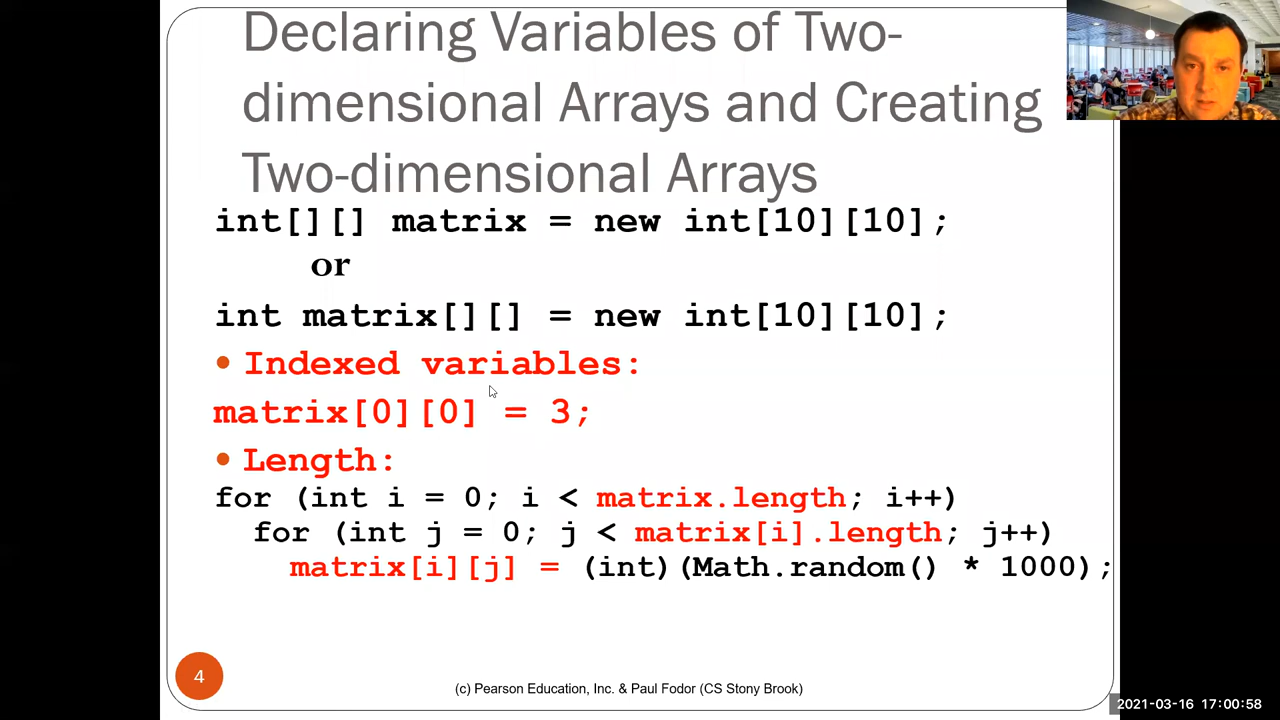 Declaring Variables of Two-
dimensional Arrays and Creating
Two-dimensional Arrays
int[][] matrix = new int[10][10];
or
int matrix[][] = new int[10][10];
• Indexed variables:
matrix[0][0] = 3;
• Length:
for (int i = 0; i < matrix.length; i++)
for (int j = 0; j < matrix[i].length; j++)
matrix[i][j] = (int)(Math.random() * 1000);
4
(c) Pearson Education, Inc. & Paul Fodor (CS Stony Brook)
2021-03-16 17:00:58